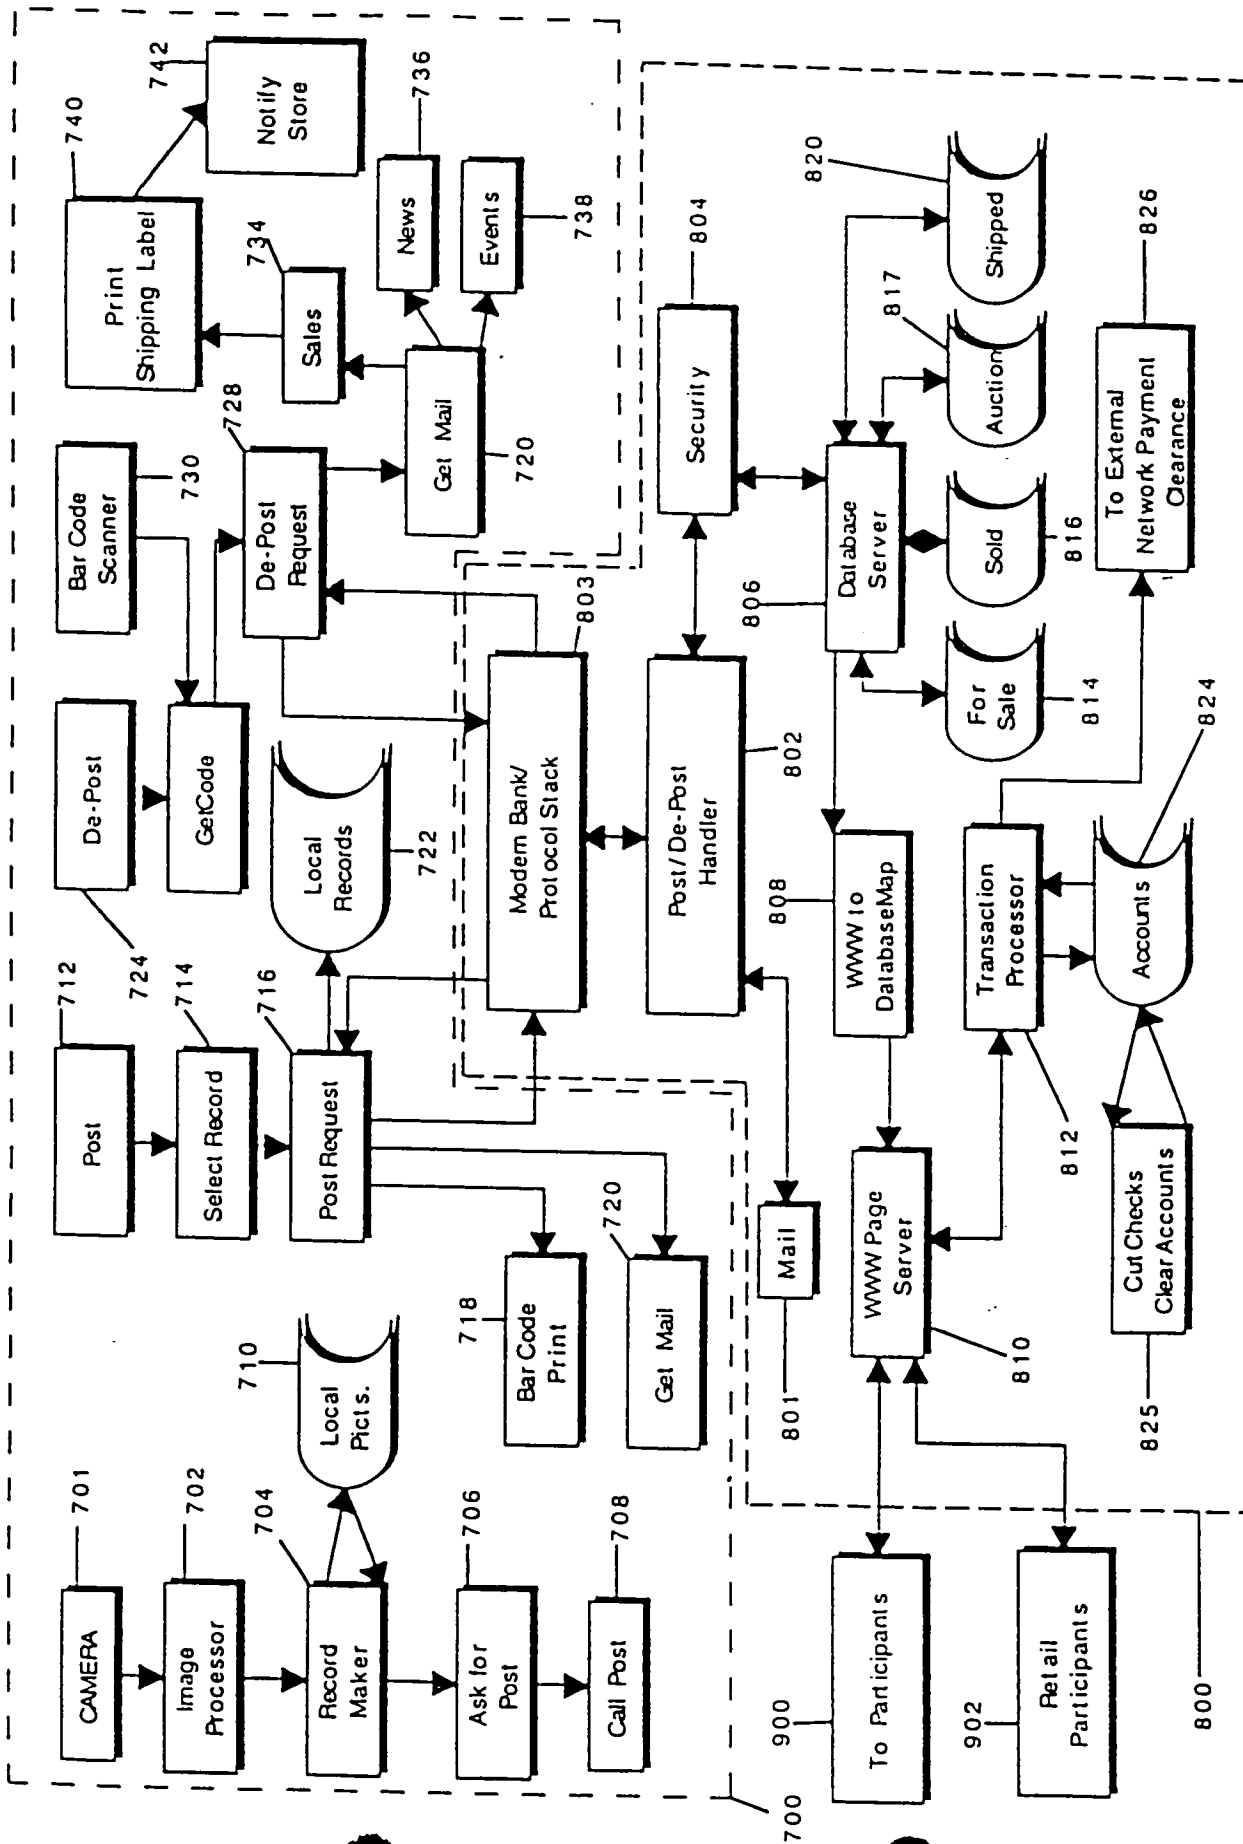 CAMERA
701
Image
Processor
702
Record
Maker
704
Ask for
Post
706
Call Post
708
Local
Picts.
710
Post
712
Select Record
714
Post Request
716
Bar Code
Print
718
Get Mail
720
Local
Records
722
De-Post
724
GetCode
Bar Code
Scanner
730
De-Post
Request
728
Get Mail
720
Sales
734
News
736
Events
738
Print
Shipping Label
740
Notify
Store
742
700
Modem Bank/
Protocol Stack
803
Post / De-Post
Handler
802
Security
804
Mail
801
WWW to
DatabaseMap
808
Database
Server
806
WWW Page
Server
810
For
Sale
814
Sold
816
Auction
817
Shipped
820
Transaction
Processor
812
Accounts
824
Cut Checks
Clear Accounts
825
To External
Network Payment
Clearance
826
To Participants
900
Retail
Participants
902
800